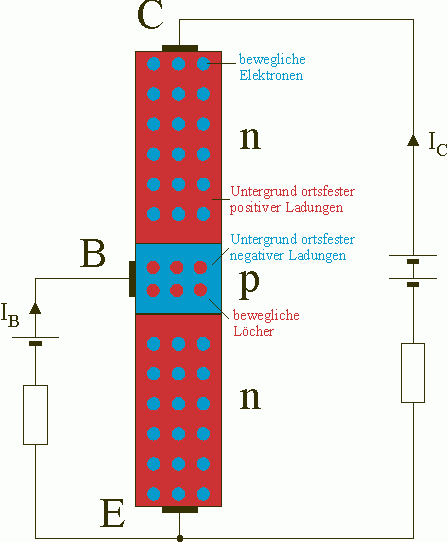 C
bewegliche
Elektronen
n
I_C
Untergrund ortsfester
positiver Ladungen
B
Untergrund ortsfester
negativer Ladungen
p
I_B
bewegliche
Löcher
n
E